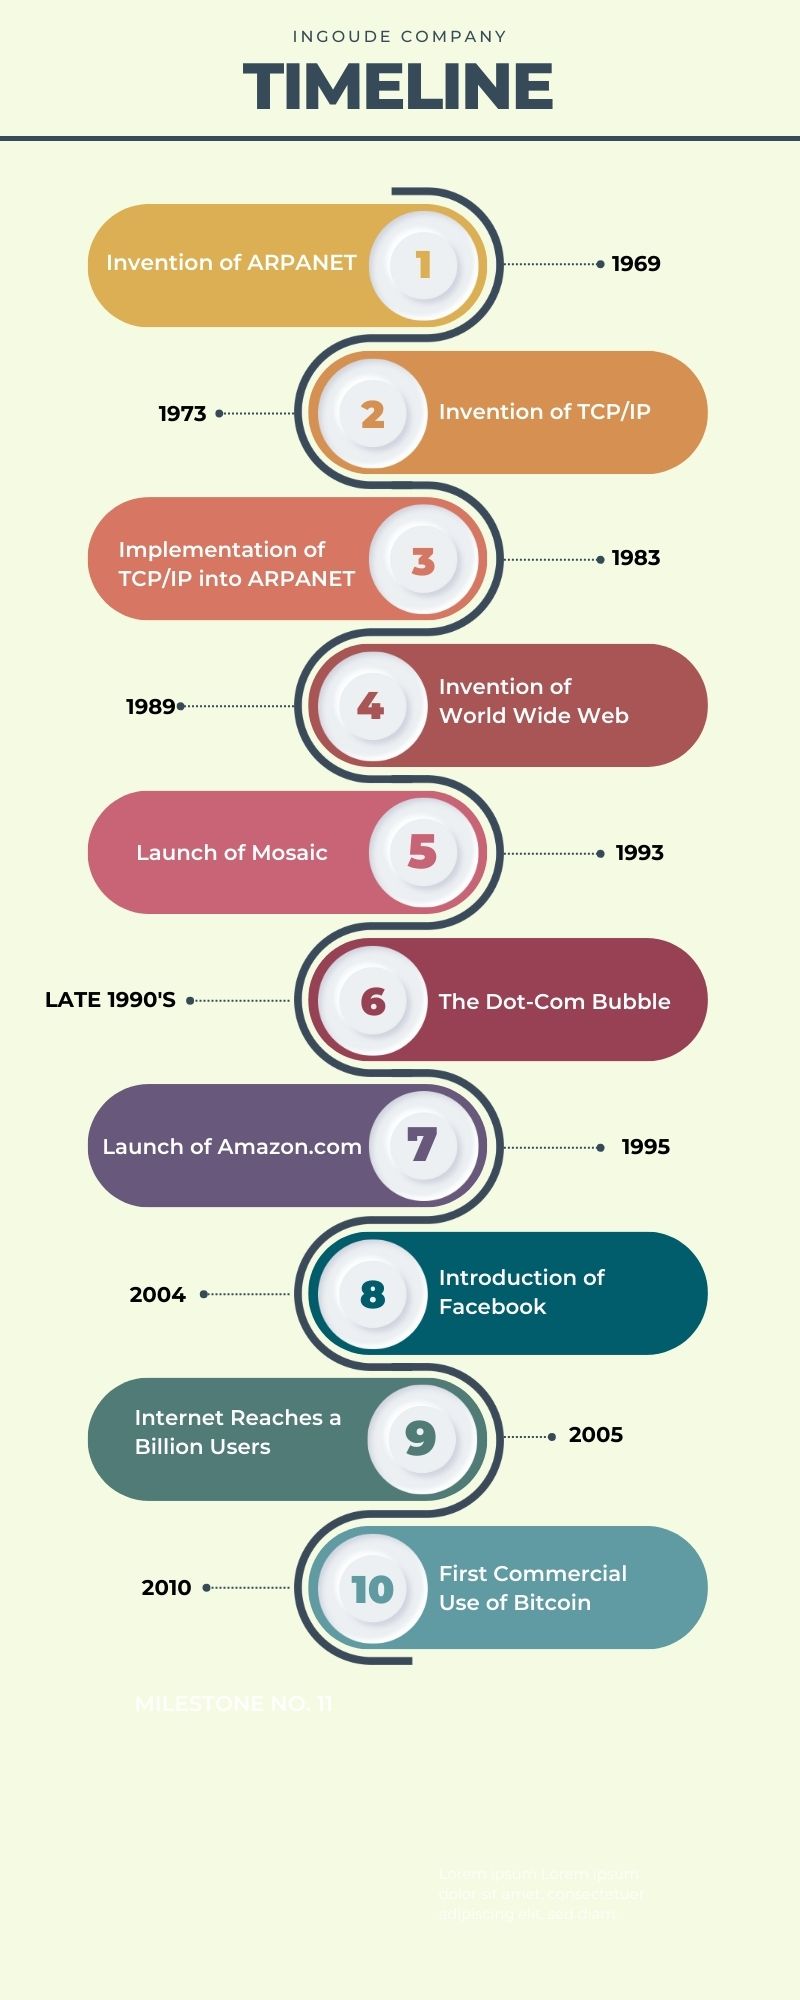 INGOUDE COMPANY
TIMELINE
Invention of ARPANET
1
1969
1973
2
Invention of TCP/IP
Implementation of
TCP/IP into ARPANET
3
1983
1989
4
Invention of
World Wide Web
Launch of Mosaic
5
1993
LATE 1990'S
6
The Dot-Com Bubble
Launch of Amazon.com
7
1995
2004
8
Introduction of
Facebook
Internet Reaches a
Billion Users
9
2005
2010
10
First Commercial
Use of Bitcoin
MILESTONE NO. 11
Lorem ipsum Lorem ipsum
dolor sit amet, consectetuer
adipiscing elit, sed diam